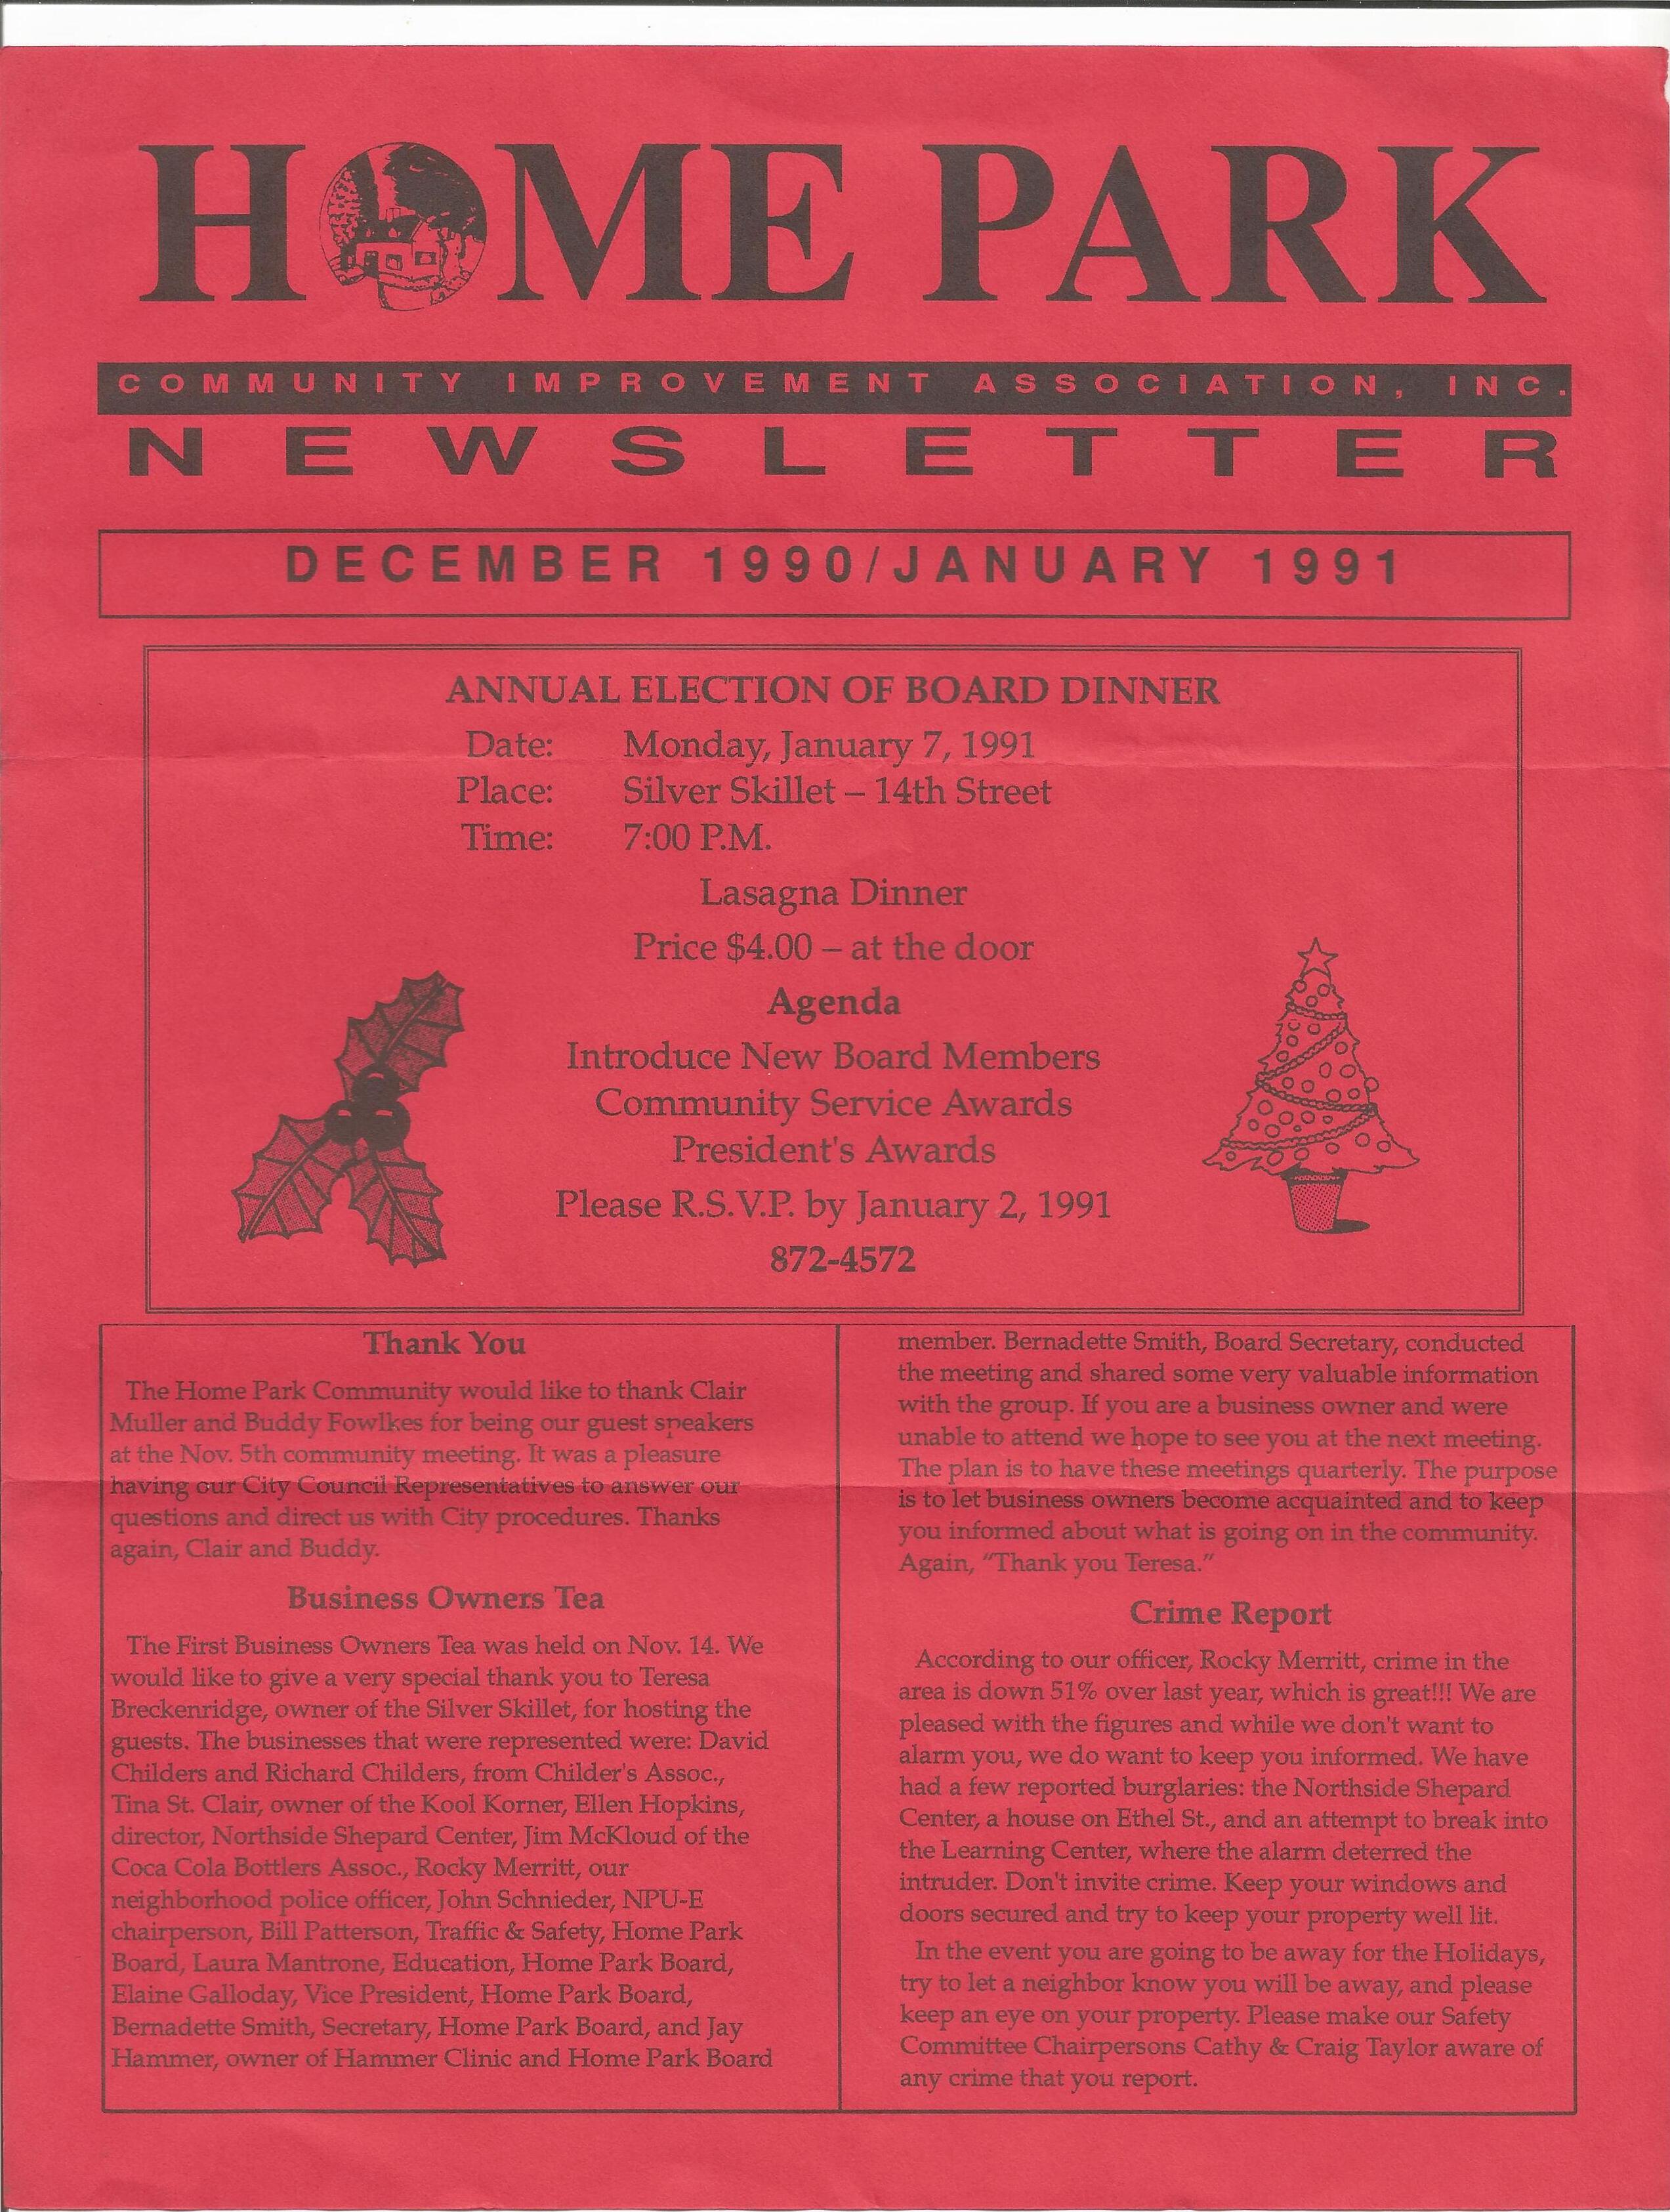 HOME PARK
COMMUNITY IMPROVEMENT ASSOCIATION, INC.
NEWSLETTER
DECEMBER 1990/JANUARY 1991
ANNUAL ELECTION OF BOARD DINNER
Date: Monday, January 7, 1991
Place: Silver Skillet – 14th Street
Time: 7:00 P.M.
Lasagna Dinner
Price $4.00 – at the door
Agenda
Introduce New Board Members
Community Service Awards
President's Awards
Please R.S.V.P. by January 2, 1991
872-4572
Thank You
The Home Park Community would like to thank Clair
Muller and Buddy Fowlkes for being our guest speakers
at the Nov. 5th community meeting. It was a pleasure
having our City Council Representatives to answer our
questions and direct us with City procedures. Thanks
again, Clair and Buddy.
Business Owners Tea
The First Business Owners Tea was held on Nov. 14. We
would like to give a very special thank you to Teresa
Breckenridge, owner of the Silver Skillet, for hosting the
guests. The businesses that were represented were: David
Childers and Richard Childers, from Childer's Assoc.,
Tina St. Clair, owner of the Kool Korner, Ellen Hopkins,
director, Northside Shepard Center, Jim McKloud of the
Coca Cola Bottlers Assoc., Rocky Merritt, our
neighborhood police officer, John Schnieder, NPU-E
chairperson, Bill Patterson, Traffic & Safety, Home Park
Board, Laura Mantrone, Education, Home Park Board,
Elaine Galloday, Vice President, Home Park Board,
Bernadette Smith, Secretary, Home Park Board, and Jay
Hammer, owner of Hammer Clinic and Home Park Board
member. Bernadette Smith, Board Secretary, conducted
the meeting and shared some very valuable information
with the group. If you are a business owner and were
unable to attend we hope to see you at the next meeting.
The plan is to have these meetings quarterly. The purpose
is to let business owners become acquainted and to keep
you informed about what is going on in the community.
Again, “Thank you Teresa.”
Crime Report
According to our officer, Rocky Merritt, crime in the
area is down 51% over last year, which is great!!! We are
pleased with the figures and while we don't want to
alarm you, we do want to keep you informed. We have
had a few reported burglaries: the Northside Shepard
Center, a house on Ethel St., and an attempt to break into
the Learning Center, where the alarm deterred the
intruder. Don't invite crime. Keep your windows and
doors secured and try to keep your property well lit.
In the event you are going to be away for the Holidays,
try to let a neighbor know you will be away, and please
keep an eye on your property. Please make our Safety
Committee Chairpersons Cathy & Craig Taylor aware of
any crime that you report.